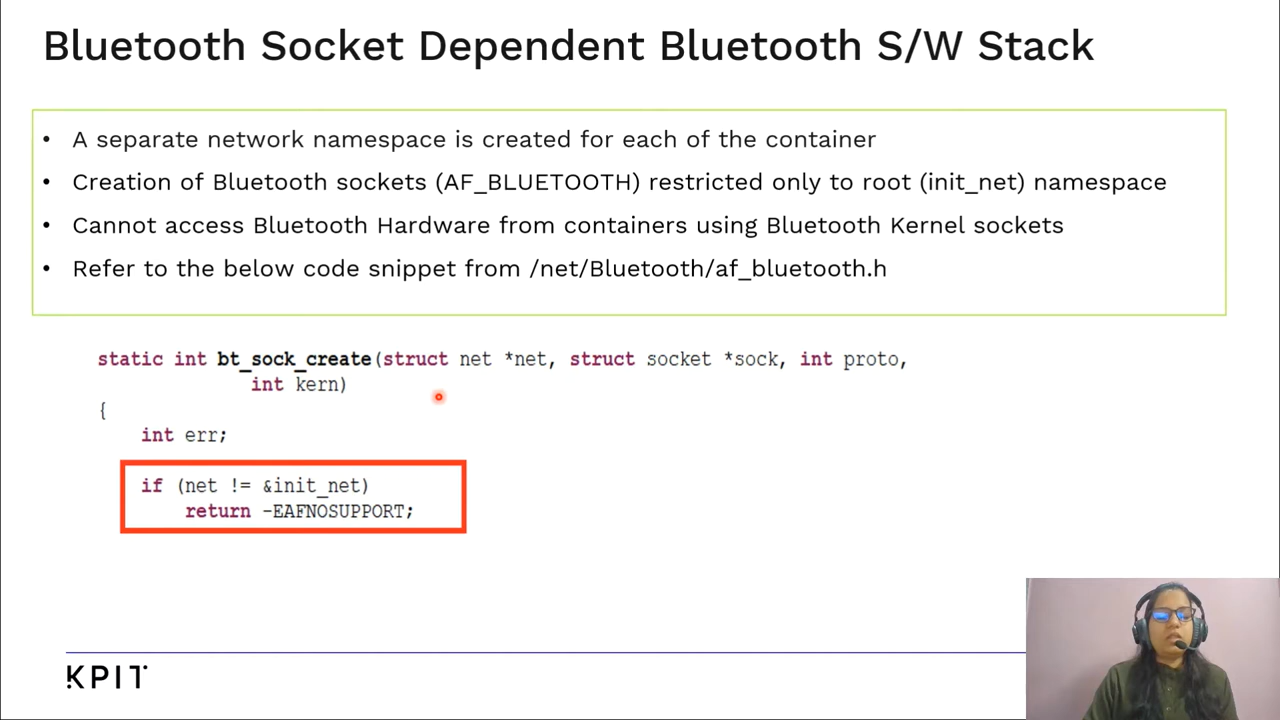 Bluetooth Socket Dependent Bluetooth S/W Stack
• A separate network namespace is created for each of the container
• Creation of Bluetooth sockets (AF_BLUETOOTH) restricted only to root (init_net) namespace
• Cannot access Bluetooth Hardware from containers using Bluetooth Kernel sockets
• Refer to the below code snippet from /net/Bluetooth/af_bluetooth.h
static int bt_sock_create(struct net *net, struct socket *sock, int proto,
int kern)
{
int err;
if (net != &init_net)
return -EAFNOSUPPORT;
KPIT